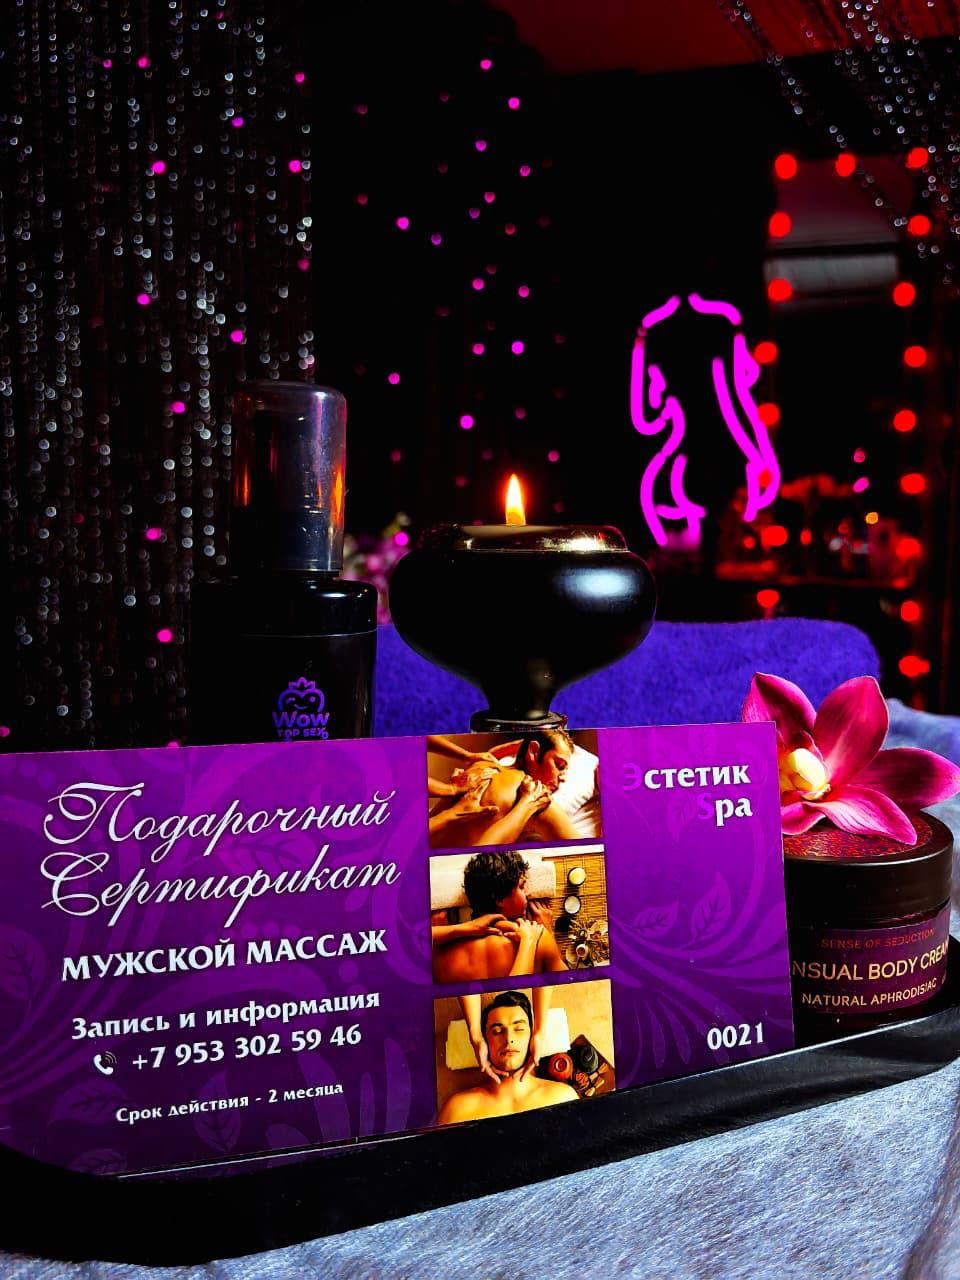 Wow
TOP SEX
Подарочный
Сертификат
МУЖСКОЙ МАССАЖ
Запись и информация
+7 953 302 59 46
Срок действия - 2 месяца
Эстетик
Spa
0021
SENSE OF SEDUCTION
NSUAL BODY CREA
NATURAL APHRODISIAC